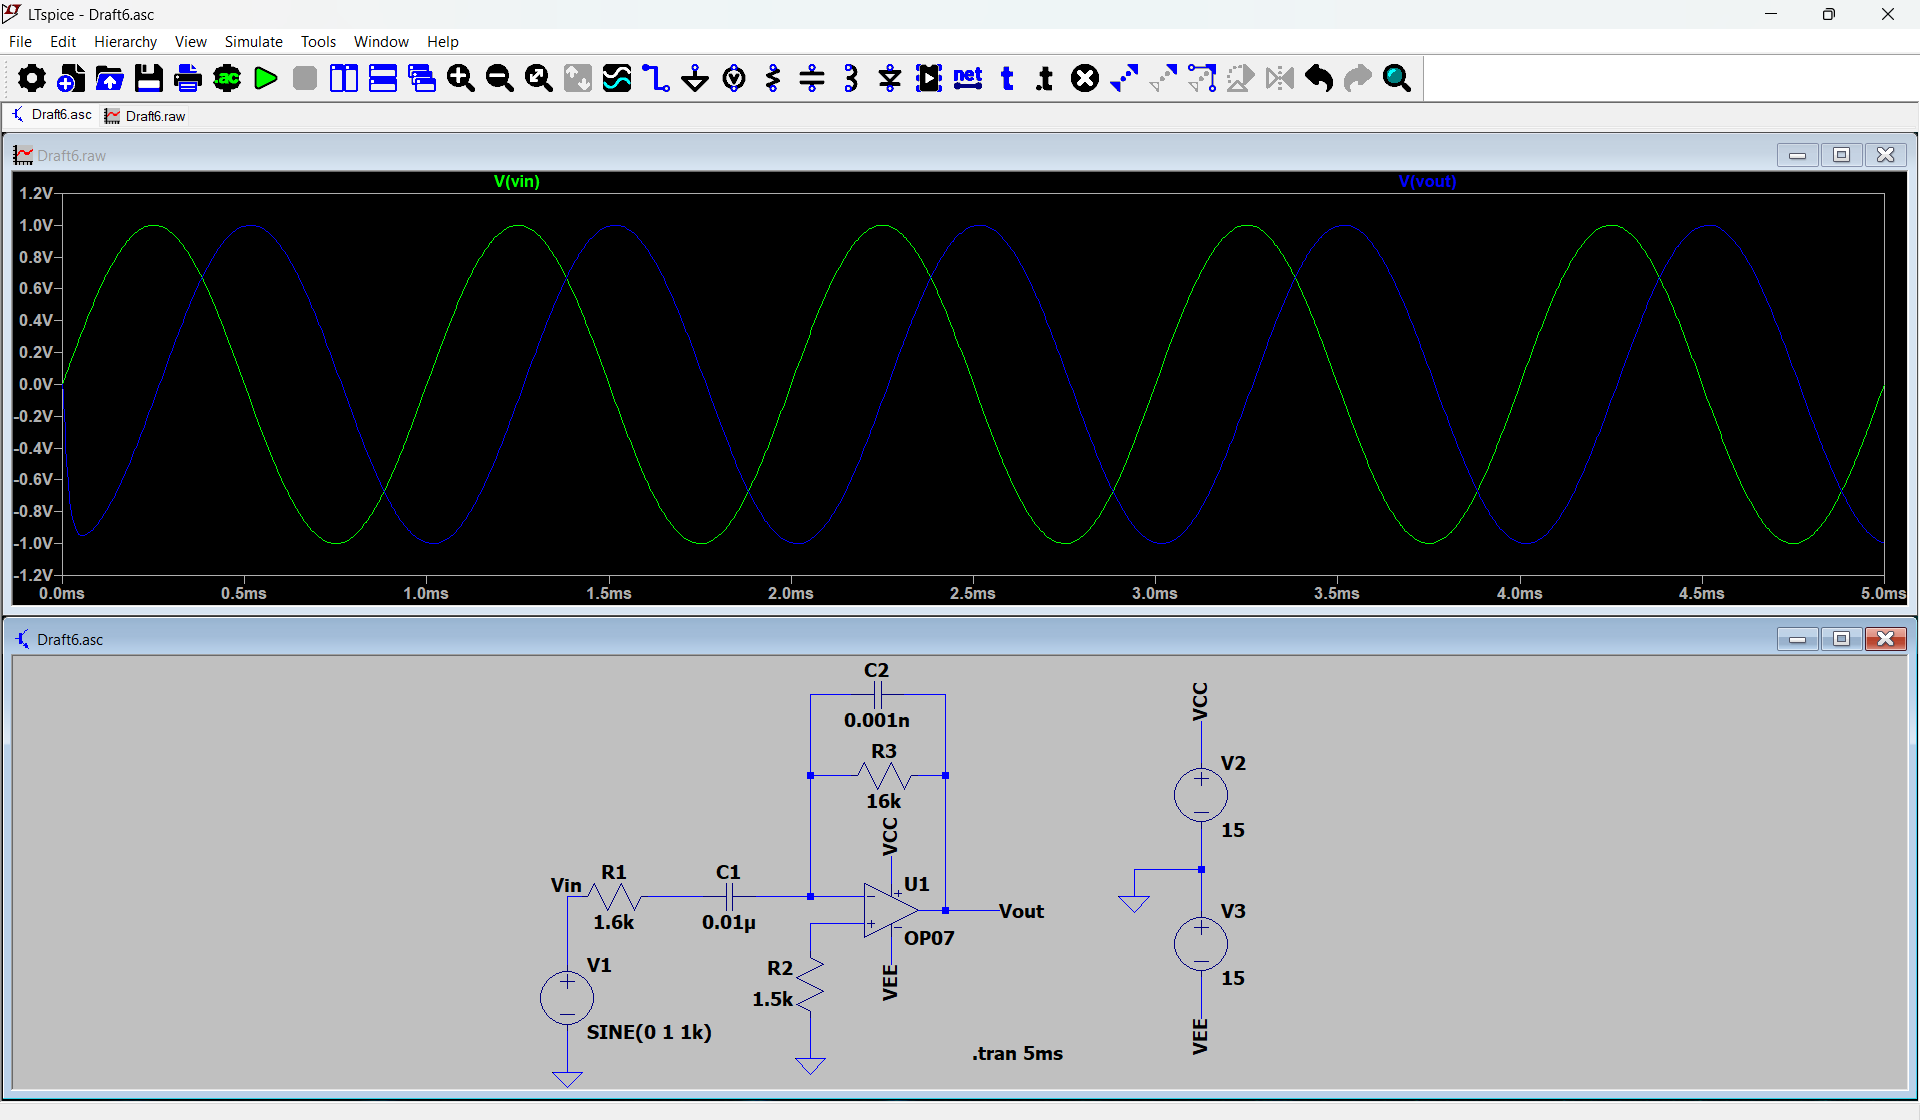 LTspice - Draft6.asc
File Edit Hierarchy View Simulate Tools Window Help
.ac net t .t
Draft6.asc Draft6.raw
Draft6.raw
V(vin) V(vout)
1.2V
1.0V
0.8V
0.6V
0.4V
0.2V
0.0V
-0.2V
-0.4V
-0.6V
-0.8V
-1.0V
-1.2V
0.0ms 0.5ms 1.0ms 1.5ms 2.0ms 2.5ms 3.0ms 3.5ms 4.0ms 4.5ms 5.0ms
Draft6.asc
C2
0.001n
R3
16k
VCC
Vin
R1
1.6k
C1
0.01µ
U1
OP07
Vout
VEE
R2
1.5k
V1
SINE(0 1 1k)
.tran 5ms
VCC
V2
15
V3
15
VEE